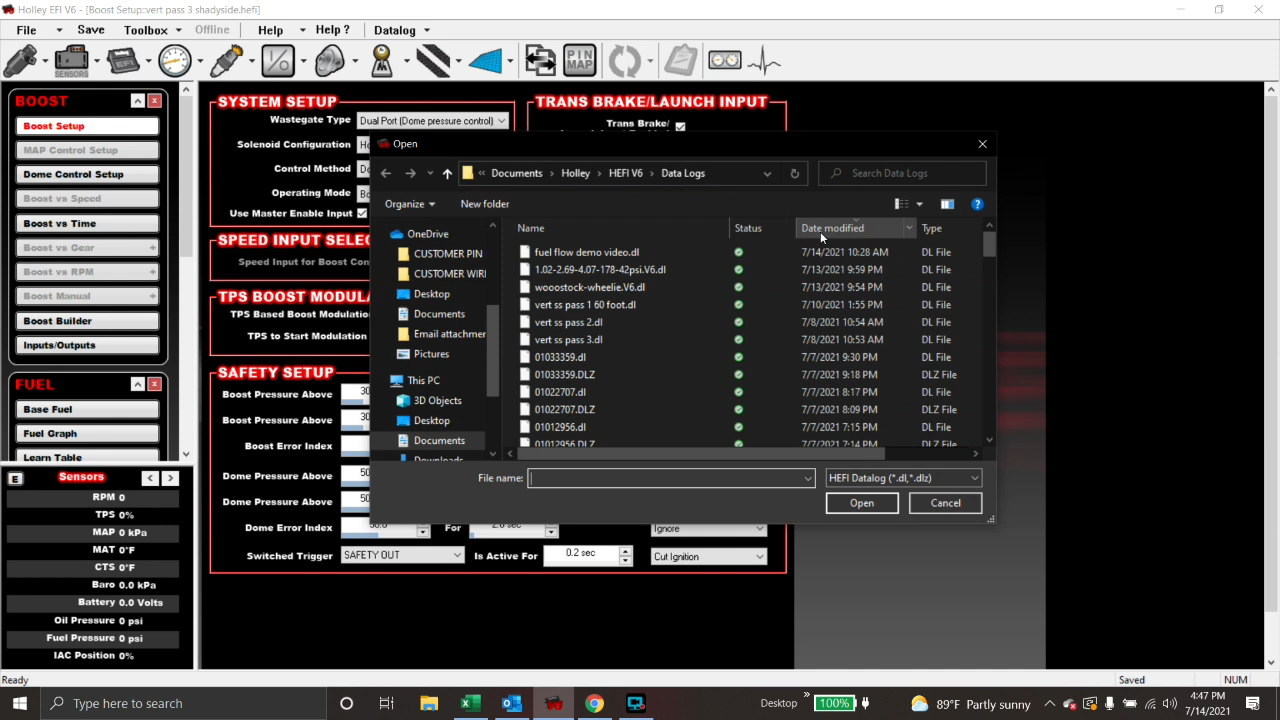 Holley EFI V6 - [Boost Setup::vert pass 3 shadyside.hefi]
File Save Toolbox Offline Help Help ? Datalog
SENSORS EFI PIN MAP
BOOST
Boost Setup
MAP Control Setup
Dome Control Setup
Boost vs Speed
Boost vs Time
Boost vs Gear +
Boost vs RPM +
Boost Manual +
Boost Builder
Inputs/Outputs
FUEL
Base Fuel
Fuel Graph
Learn Table
E Sensors < >
RPM 0
TPS 0%
MAP 0 kPa
MAT 0°F
CTS 0°F
Baro 0.0 kPa
Battery 0.0 Volts
Oil Pressure 0 psi
Fuel Pressure 0 psi
IAC Position 0%
SYSTEM SETUP
Wastegate Type Dual Port (Dome pressure control)
Solenoid Configuration
Control Method
Operating Mode
Use Master Enable Input
SPEED INPUT SELEC
Speed Input for Boost Con
TPS BOOST MODULA
TPS Based Boost Modulation
TPS to Start Modulation
SAFETY SETUP
Boost Pressure Above
Boost Pressure Above
Boost Error Index
Dome Pressure Above
Dome Pressure Above
Dome Error Index For Ignore
Switched Trigger SAFETY OUT Is Active For 0.2 sec Cut Ignition
TRANS BRAKE/LAUNCH INPUT
Trans Brake/
Open
« Documents > Holley > HEFI V6 > Data Logs
Search Data Logs
Organize New folder
OneDrive
CUSTOMER PIN
CUSTOMER WIRI
Desktop
Documents
Email attachmer
Pictures
This PC
3D Objects
Desktop
Documents
Downloads
Name Status Date modified Type
fuel flow demo video.dl 7/14/2021 10:28 AM DL File
1.02-2.69-4.07-178-42psi.V6.dl 7/13/2021 9:59 PM DL File
wooostock-wheelie.V6.dl 7/13/2021 9:54 PM DL File
vert ss pass 1 60 foot.dl 7/10/2021 1:55 PM DL File
vert ss pass 2.dl 7/8/2021 10:54 AM DL File
vert ss pass 3.dl 7/8/2021 10:53 AM DL File
01033359.dl 7/7/2021 9:30 PM DL File
01033359.DLZ 7/7/2021 9:18 PM DLZ File
01022707.dl 7/7/2021 8:17 PM DL File
01022707.DLZ 7/7/2021 8:09 PM DLZ File
01012956.dl 7/7/2021 7:15 PM DL File
01012956.DLZ 7/7/2021 7:14 PM DLZ File
File name: HEFI Datalog (*.dl,*.dlz)
Open Cancel
Ready Saved NUM
Type here to search
Desktop » 100% 89°F Partly sunny
4:47 PM
7/14/2021